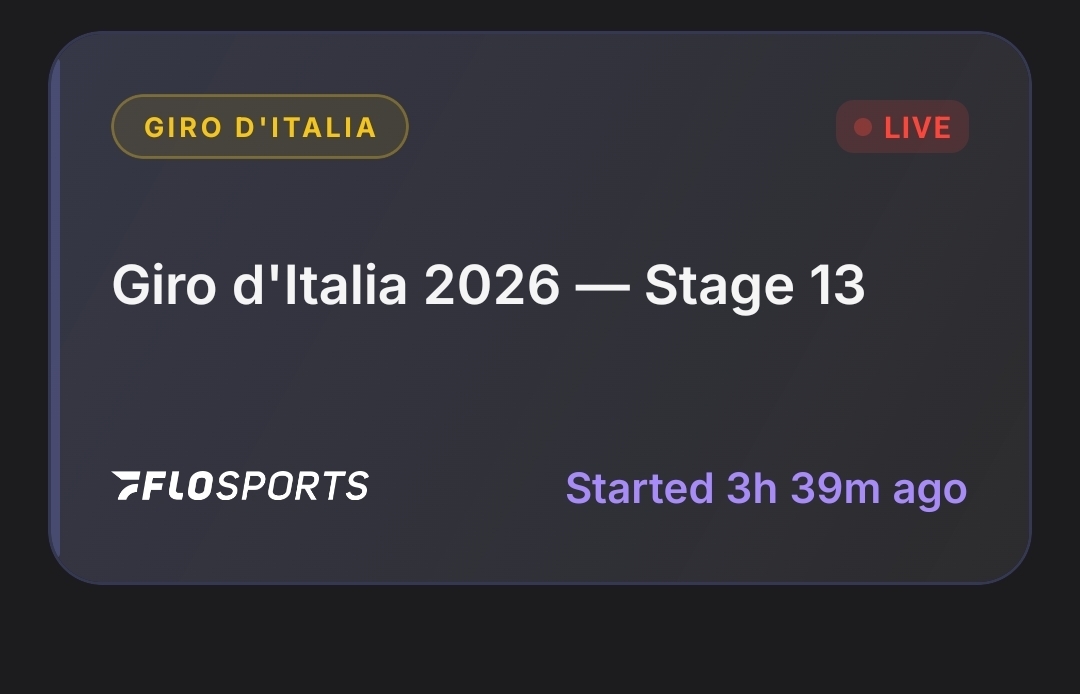 GIRO D'ITALIA
LIVE
Giro d'Italia 2026 — Stage 13
FLOSPORTS
Started 3h 39m ago